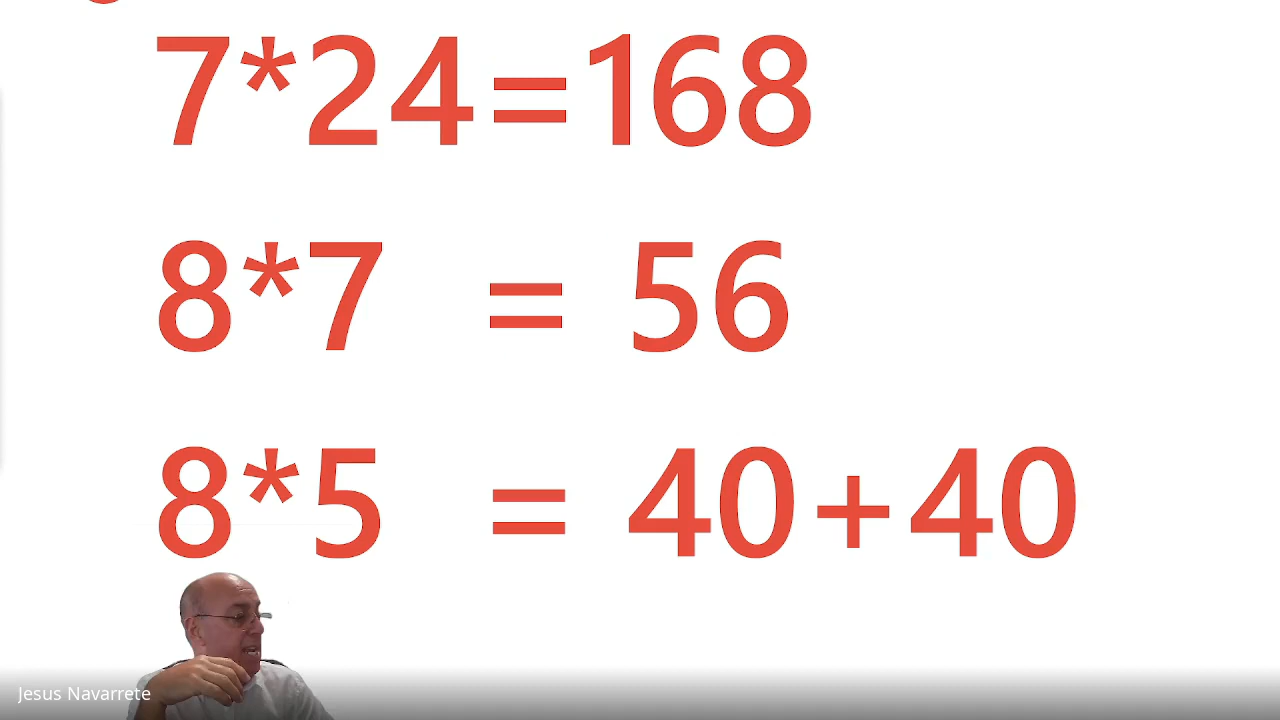 7*24=168
8*7 = 56
8*5 = 40+40
Jesus Navarrete